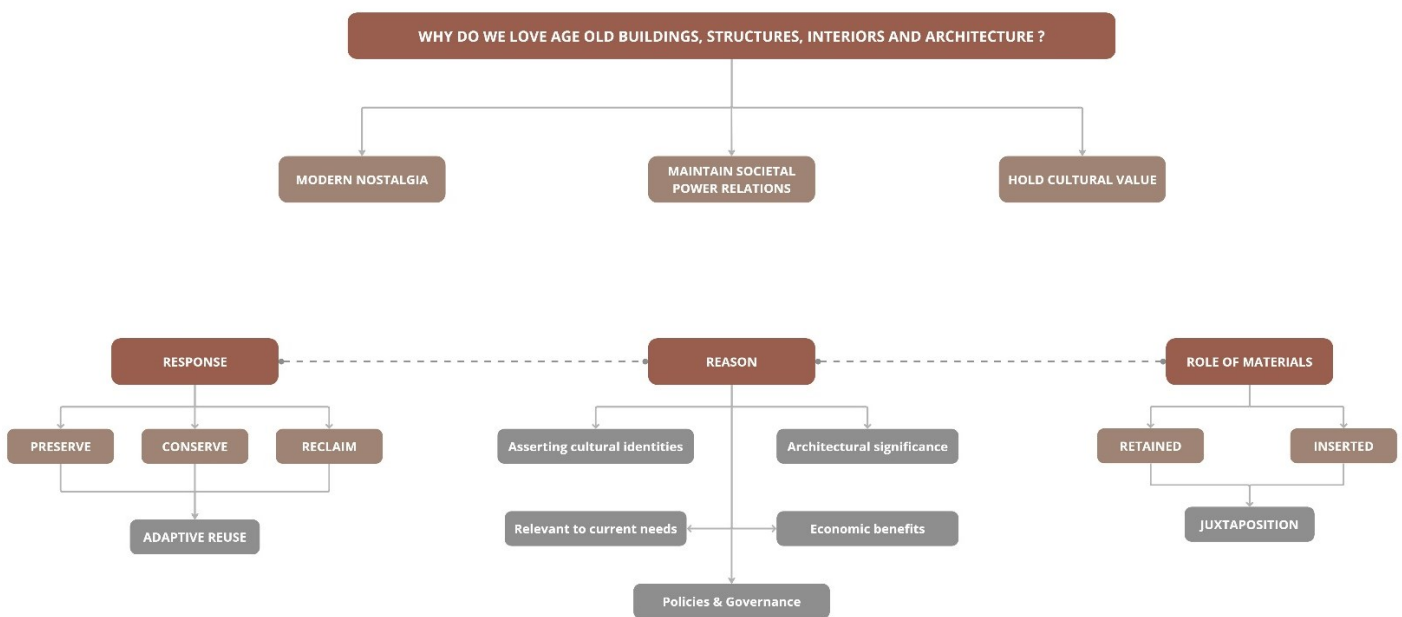 WHY DO WE LOVE AGE OLD BUILDINGS, STRUCTURES, INTERIORS AND ARCHITECTURE ?
MODERN NOSTALGIA
MAINTAIN SOCIETAL
POWER RELATIONS
HOLD CULTURAL VALUE
RESPONSE
REASON
ROLE OF MATERIALS
PRESERVE
CONSERVE
RECLAIM
Asserting cultural identities
Architectural significance
RETAINED
INSERTED
ADAPTIVE REUSE
Relevant to current needs
Economic benefits
JUXTAPOSITION
Policies & Governance